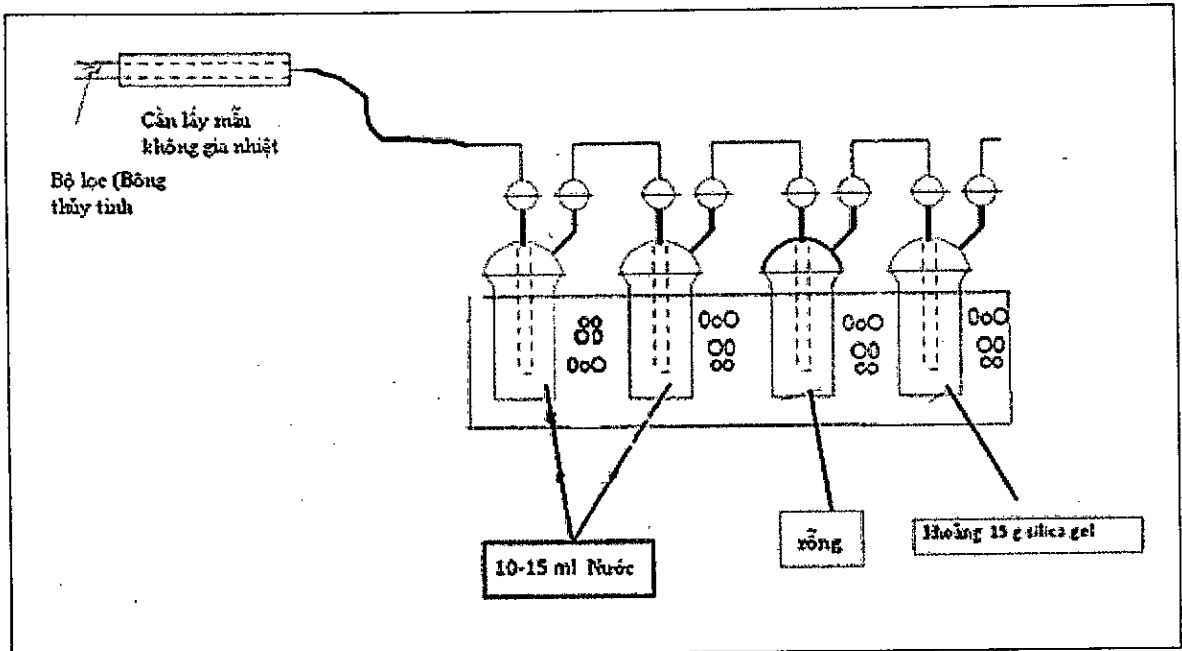 Cần lấy mẫu
không gia nhiệt
Bộ lọc (Bông
thủy tinh
10-15 ml Nước
rỗng
Khoảng 15 g silica gel